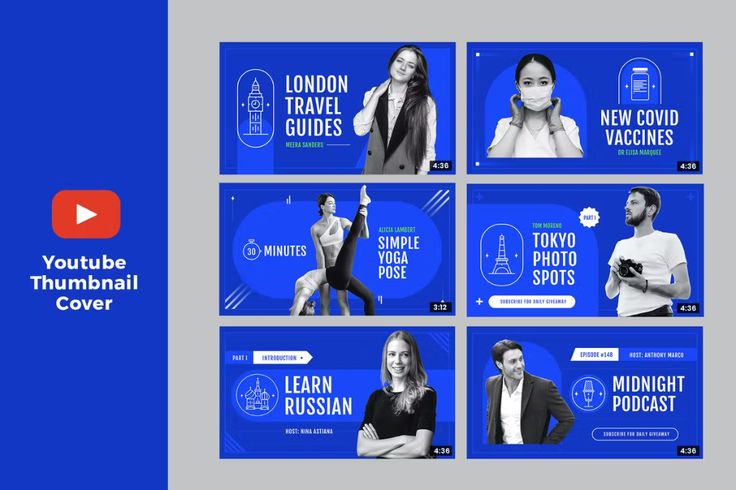 Youtube
Thumbnail
Cover
LONDON
TRAVEL
GUIDES
MEERA SANDERS
4:36
NEW COVID
VACCINES
DR ELISA MARQUEE
4:36
30 MINUTES
ALICIA LAMBERT
SIMPLE
YOGA
POSE
3:12
PART I
TOM MORENO
TOKYO
PHOTO
SPOTS
SUBSCRIBE FOR DAILY GIVEAWAY
4:36
PART I INTRODUCTION
LEARN
RUSSIAN
HOST: NINA ASTIANA
4:36
EPISODE #148 HOST: ANTHONY MARCO
MIDNIGHT
PODCAST
SUBSCRIBE FOR DAILY GIVEAWAY
4:36